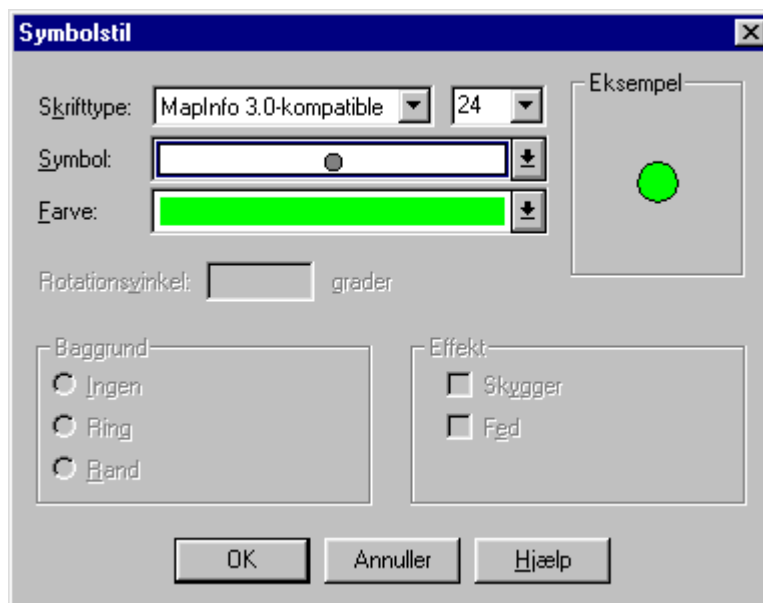 Symbolstil
Skrifttype: MapInfo 3.0-kompatible 24
Eksempel
Symbol:
Farve:
Rotationsvinkel: grader
Baggrund
Ingen
Ring
Rand
Effekt
Skygger
Fed
OK Annuller Hjælp